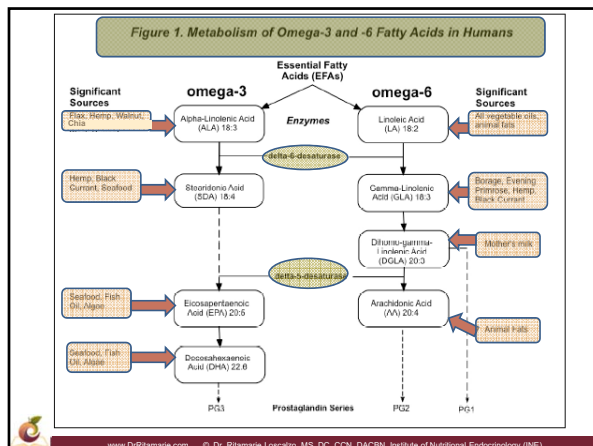 Figure 1. Metabolism of Omega-3 and -6 Fatty Acids in Humans
Essential Fatty
Acids (EFAs)
Significant
Sources
omega-3
omega-6
Significant
Sources
Flax, Hemp, Walnut,
Chia
Alpha-Linolenic Acid
(ALA) 18:3
Enzymes
Linoleic Acid
(LA) 18:2
All vegetable oils,
animal fats
delta-6-desaturase
Hemp, Black
Currant, Seafood
Stearidonic Acid
(SDA) 18:4
Gamma-Linolenic
Acid (GLA) 18:3
Borage, Evening
Primrose, Hemp,
Black Currant
Dihomo-gamma-
Linolenic Acid
(DGLA) 20:3
Mother's milk
delta-5-desaturase
Seafood, Fish
Oil, Algae
Eicosapentaenoic
Acid (EPA) 20:5
Arachidonic Acid
(AA) 20:4
Animal Fats
Seafood, Fish
Oil, Algae
Docosahexaenoic
Acid (DHA) 22:6
PG3
Prostaglandin Series
PG2
PG1
www.DrRitamarie.com © Dr. Ritamarie Loscalzo, MS, DC, CCN, DACBN, Institute of Nutritional Endocrinology (INE)